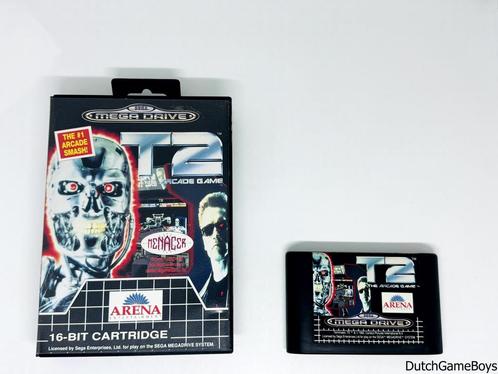 SEGA
MEGA DRIVE
THE #1
ARCADE
SMASH!
T2
ARCADE GAME
MENACER
ARENA
ENTERTAINMENT
16-BIT CARTRIDGE
Licensed by Sega Enterprises, Ltd. for play on the SEGA MEGADRIVE SYSTEM.
T2
THE ARCADE GAME
ARENA
MEGA DRIVE
DutchGameBoys